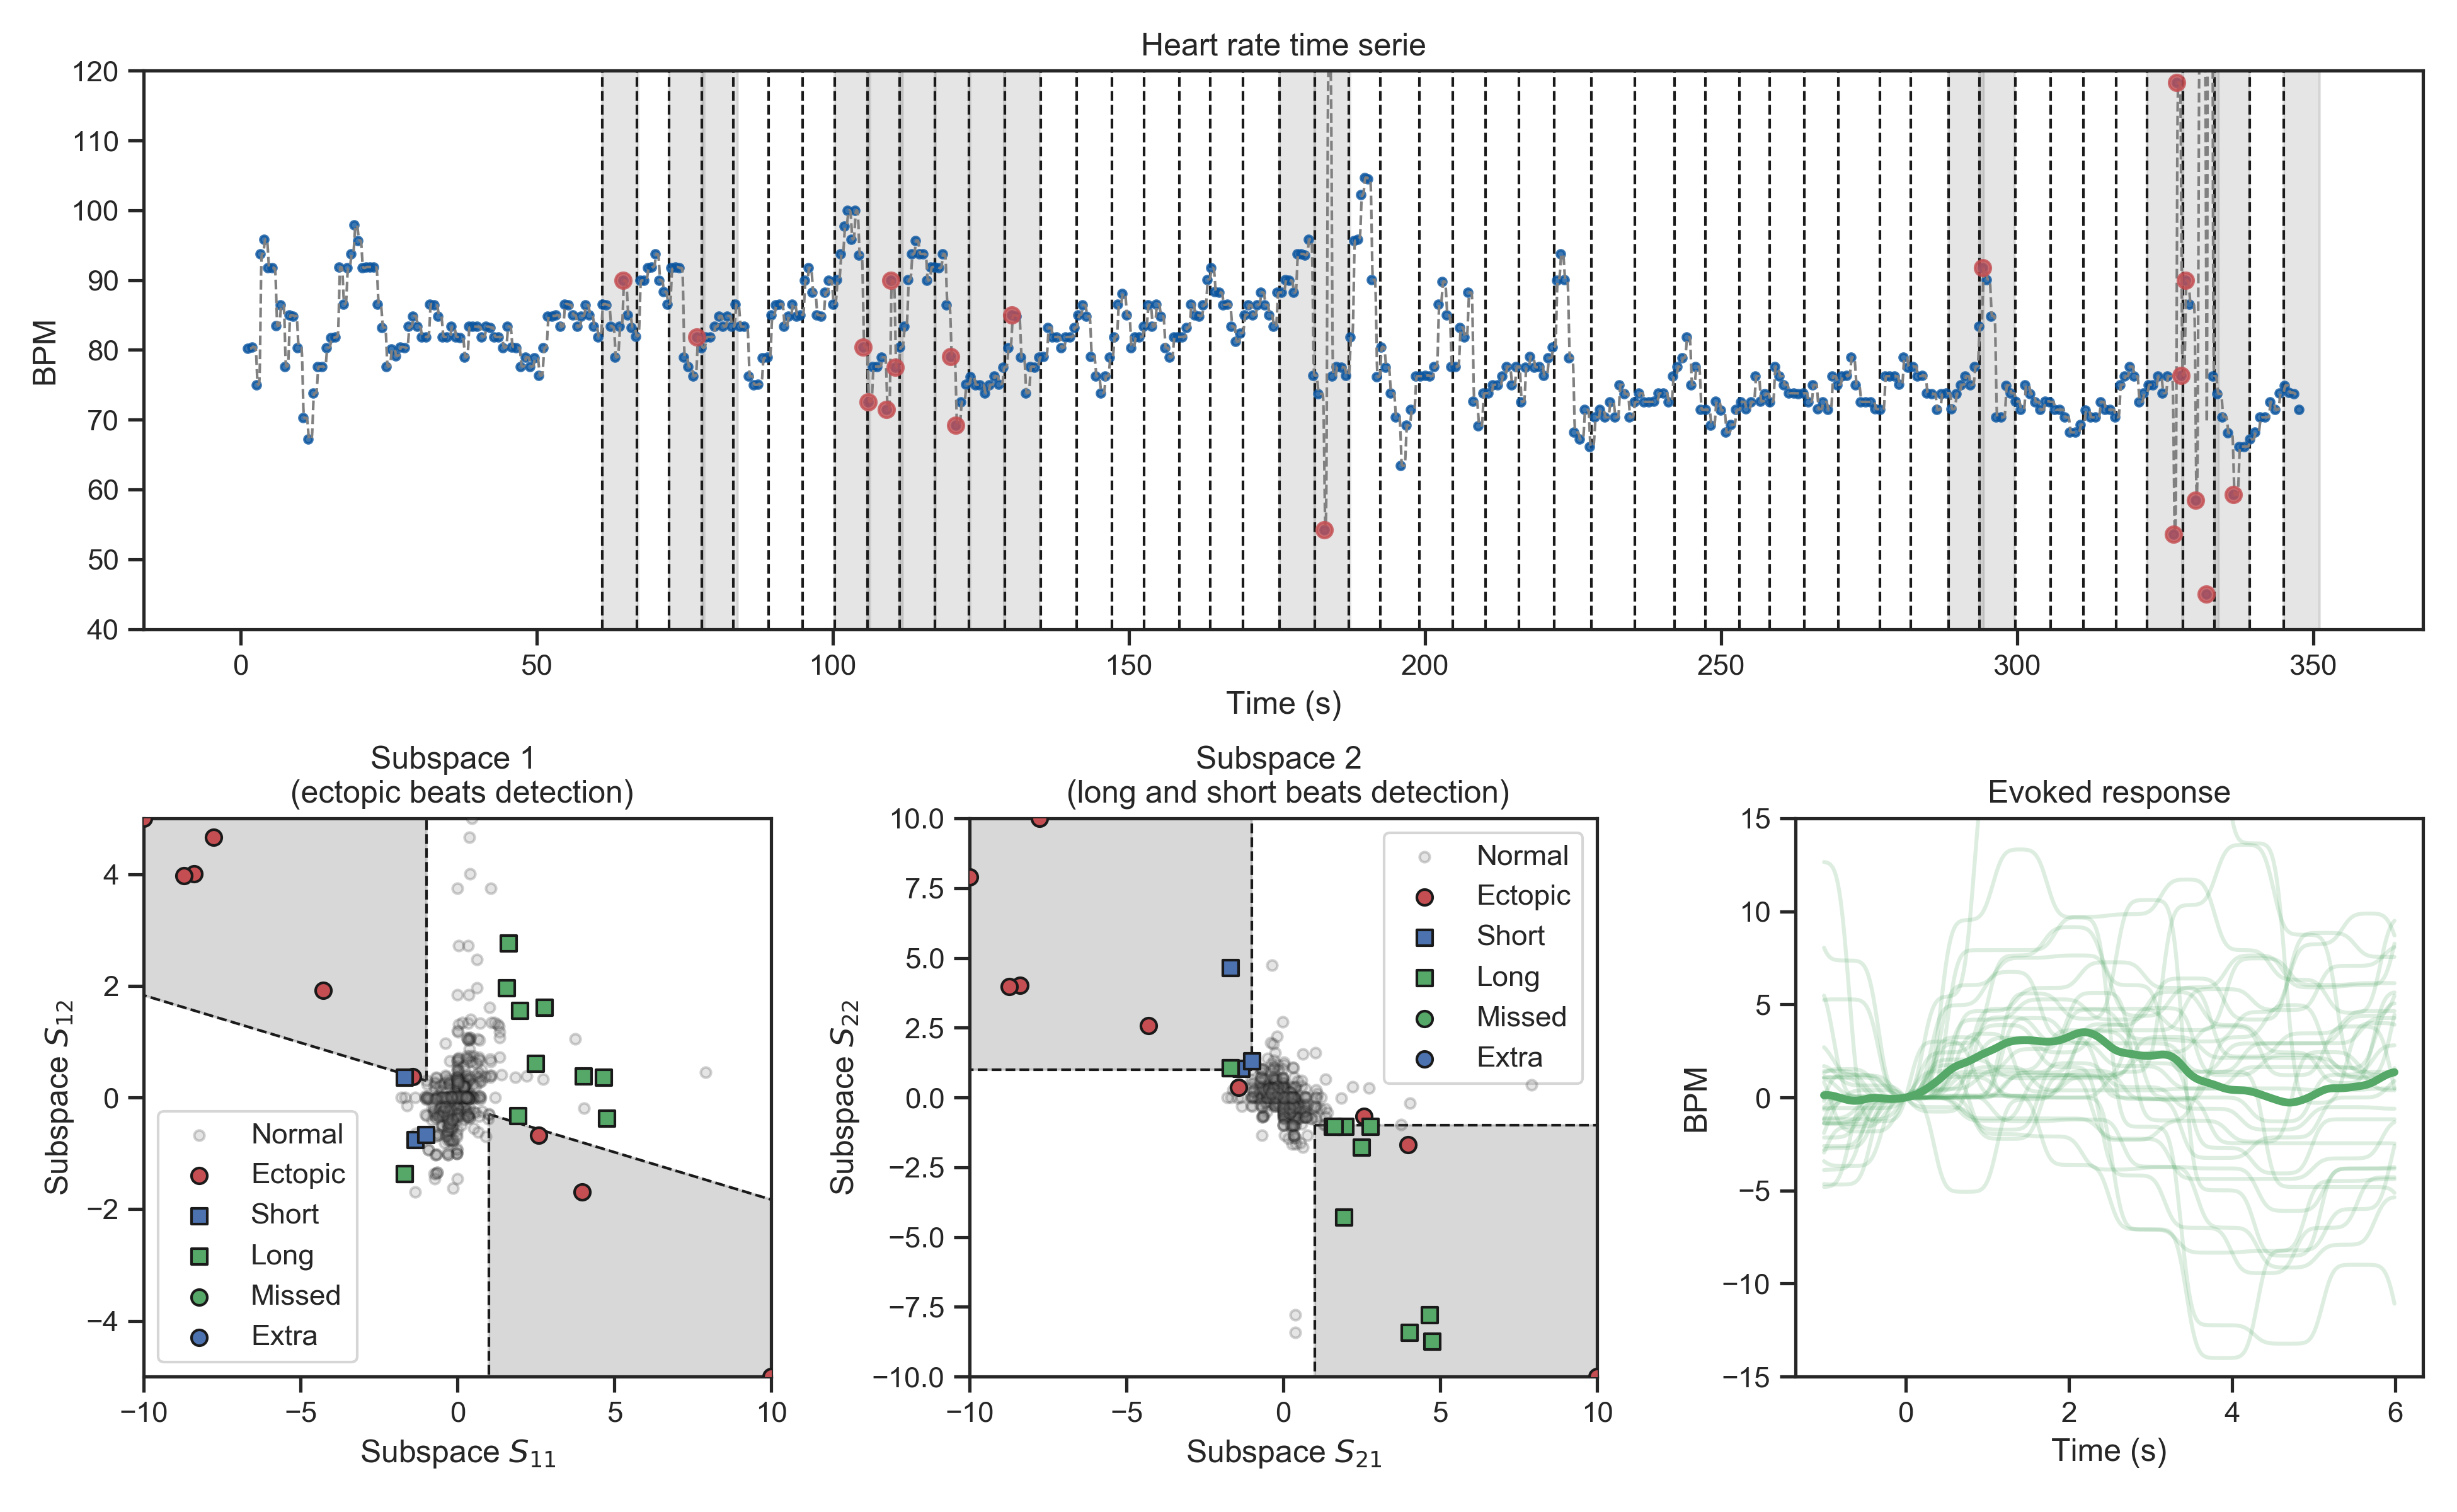 Heart rate time serie
120
110
100
90
80
70
60
50
40
BPM
0 50 100 150 200 250 300 350
Time (s)
Subspace 1
(ectopic beats detection)
4
2
0
−2
−4
Subspace S12
Normal
Ectopic
Short
Long
Missed
Extra
−10 −5 0 5 10
Subspace S11
Subspace 2
(long and short beats detection)
10.0
7.5
5.0
2.5
0.0
−2.5
−5.0
−7.5
−10.0
Subspace S22
Normal
Ectopic
Short
Long
Missed
Extra
−10 −5 0 5 10
Subspace S21
Evoked response
15
10
5
0
−5
−10
−15
BPM
0 2 4 6
Time (s)